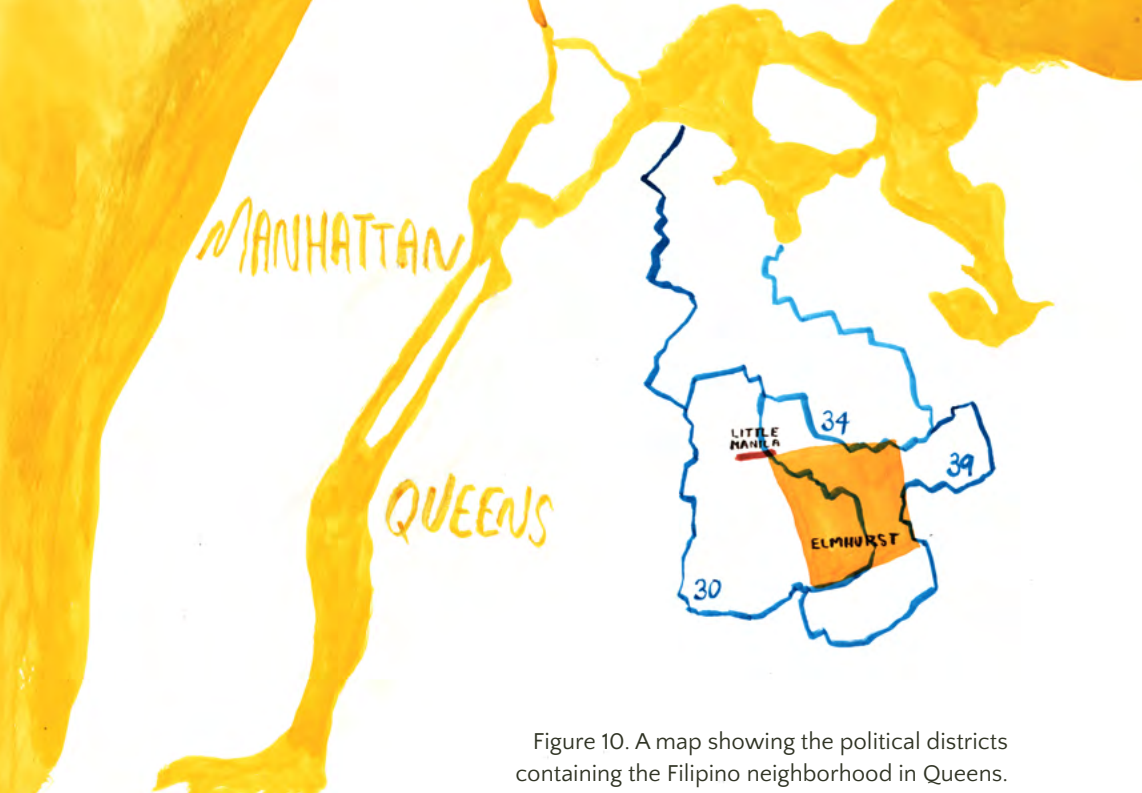 MANHATTAN
QUEENS
34
LITTLE
MANILA
39
ELMHURST
30
Figure 10. A map showing the political districts
containing the Filipino neighborhood in Queens.